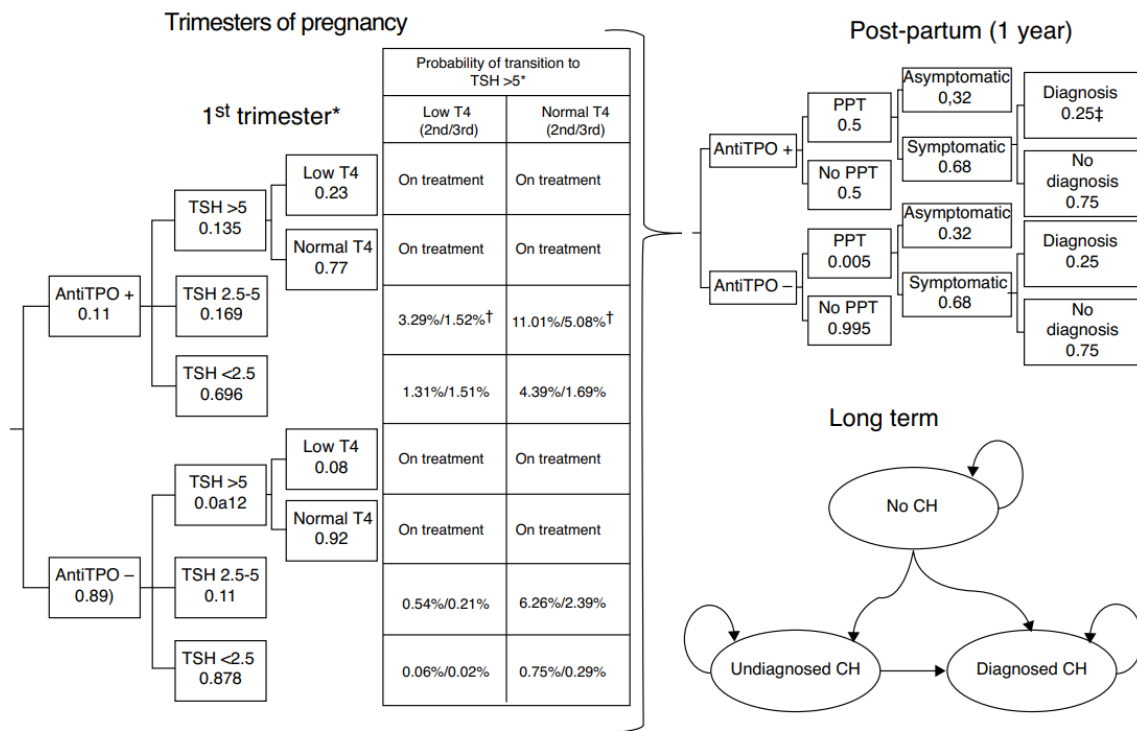 Trimesters of pregnancy
1st trimester*
Probability of transition to
TSH >5*
Low T4
(2nd/3rd)
Normal T4
(2nd/3rd)
AntiTPO +
0.11
TSH >5
0.135
Low T4
0.23
On treatment
On treatment
Normal T4
0.77
On treatment
On treatment
TSH 2.5-5
0.169
3.29%/1.52%†
11.01%/5.08%†
TSH <2.5
0.696
1.31%/1.51%
4.39%/1.69%
AntiTPO –
0.89)
TSH >5
0.0a12
Low T4
0.08
On treatment
On treatment
Normal T4
0.92
On treatment
On treatment
TSH 2.5-5
0.11
0.54%/0.21%
6.26%/2.39%
TSH <2.5
0.878
0.06%/0.02%
0.75%/0.29%
Post-partum (1 year)
AntiTPO +
PPT
0.5
Asymptomatic
0,32
Symptomatic
0.68
Diagnosis
0.25‡
No
diagnosis
0.75
No PPT
0.5
AntiTPO –
PPT
0.005
Asymptomatic
0.32
Symptomatic
0.68
Diagnosis
0.25
No
diagnosis
0.75
No PPT
0.995
Long term
No CH
Undiagnosed CH
Diagnosed CH